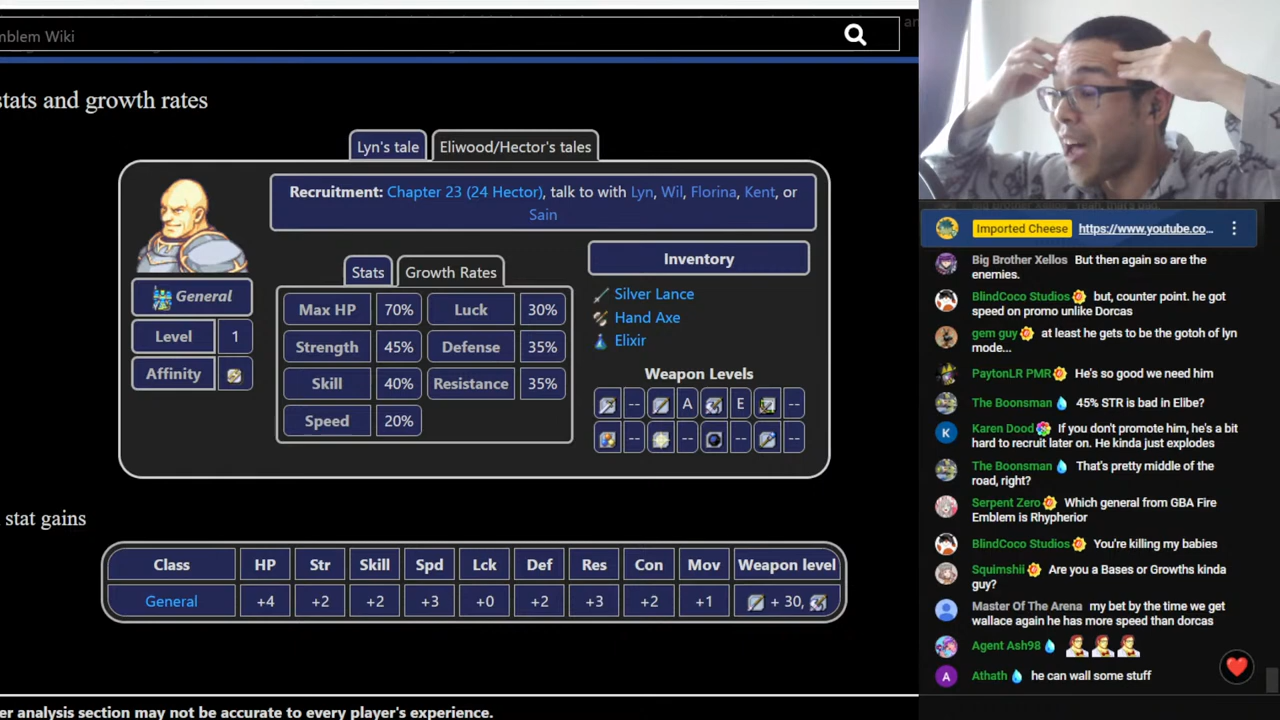 mblem Wiki
stats and growth rates
Lyn's tale
Eliwood/Hector's tales
Recruitment: Chapter 23 (24 Hector), talk to with Lyn, Wil, Florina, Kent, or
Sain
General
Level 1
Affinity
Stats
Growth Rates
Max HP 70% Luck 30%
Strength 45% Defense 35%
Skill 40% Resistance 35%
Speed 20%
Inventory
Silver Lance
Hand Axe
Elixir
Weapon Levels
-- A E --
-- -- -- --
stat gains
Class HP Str Skill Spd Lck Def Res Con Mov Weapon level
General +4 +2 +2 +3 +0 +2 +3 +2 +1 + 30,
er analysis section may not be accurate to every player's experience.
Imported Cheese https://www.youtube.co...
Big Brother Xellos But then again so are the
enemies.
BlindCoco Studios but, counter point. he got
speed on promo unlike Dorcas
gem guy at least he gets to be the gotoh of lyn
mode...
PaytonLR PMR He's so good we need him
The Boonsman 45% STR is bad in Elibe?
Karen Dood If you don't promote him, he's a bit
hard to recruit later on. He kinda just explodes
The Boonsman That's pretty middle of the
road, right?
Serpent Zero Which general from GBA Fire
Emblem is Rhypherior
BlindCoco Studios You're killing my babies
Squimshii Are you a Bases or Growths kinda
guy?
Master Of The Arena my bet by the time we get
wallace again he has more speed than dorcas
Agent Ash98
Athath he can wall some stuff
K
A